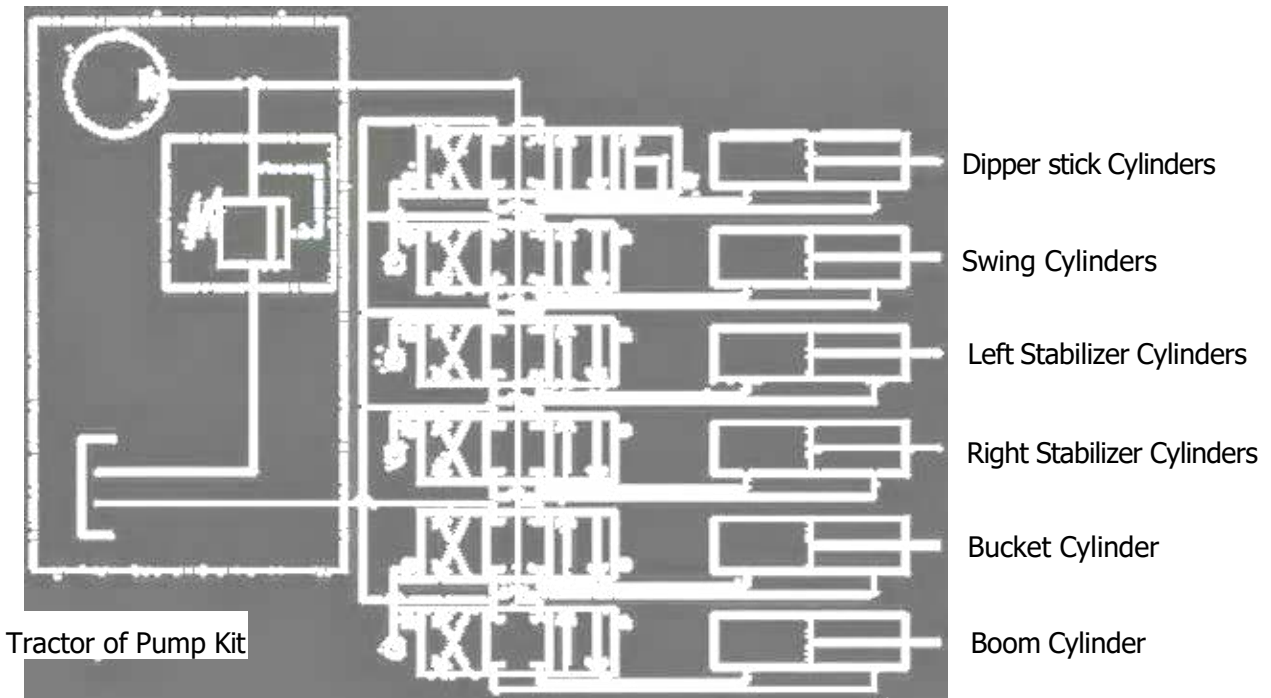 Dipper stick Cylinders
Swing Cylinders
Left Stabilizer Cylinders
Right Stabilizer Cylinders
Bucket Cylinder
Tractor of Pump Kit
Boom Cylinder